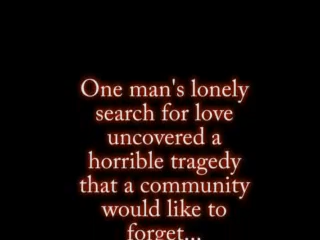 One man's lonely
search for love
uncovered a
horrible tragedy
that a community
would like to
forget...